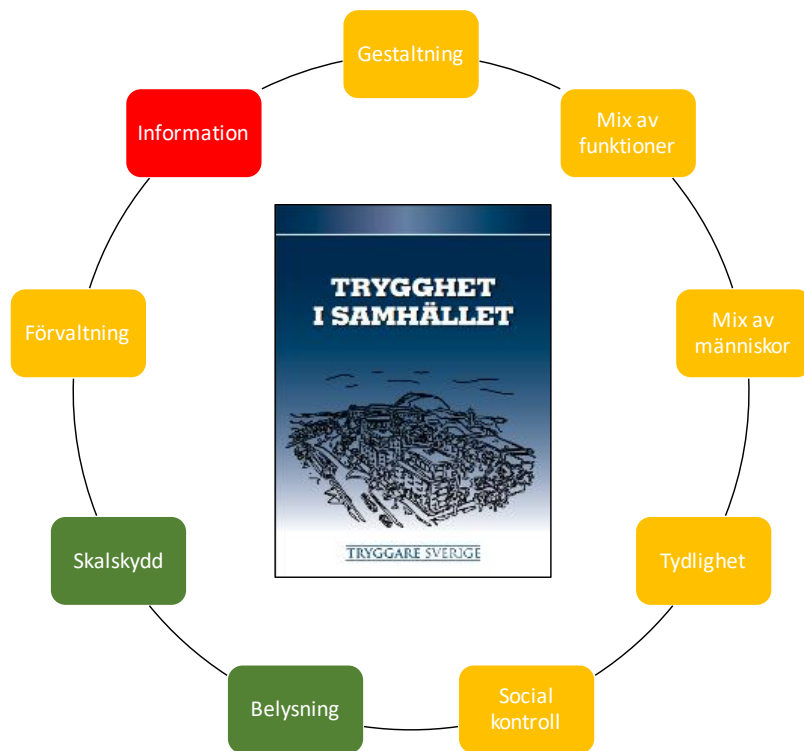 Gestaltning
Mix av
funktioner
Mix av
människor
Tydlighet
Social
kontroll
Belysning
Skalskydd
Förvaltning
Information
TRYGGHET
I SAMHÄLLET
TRYGGARE SVERIGE